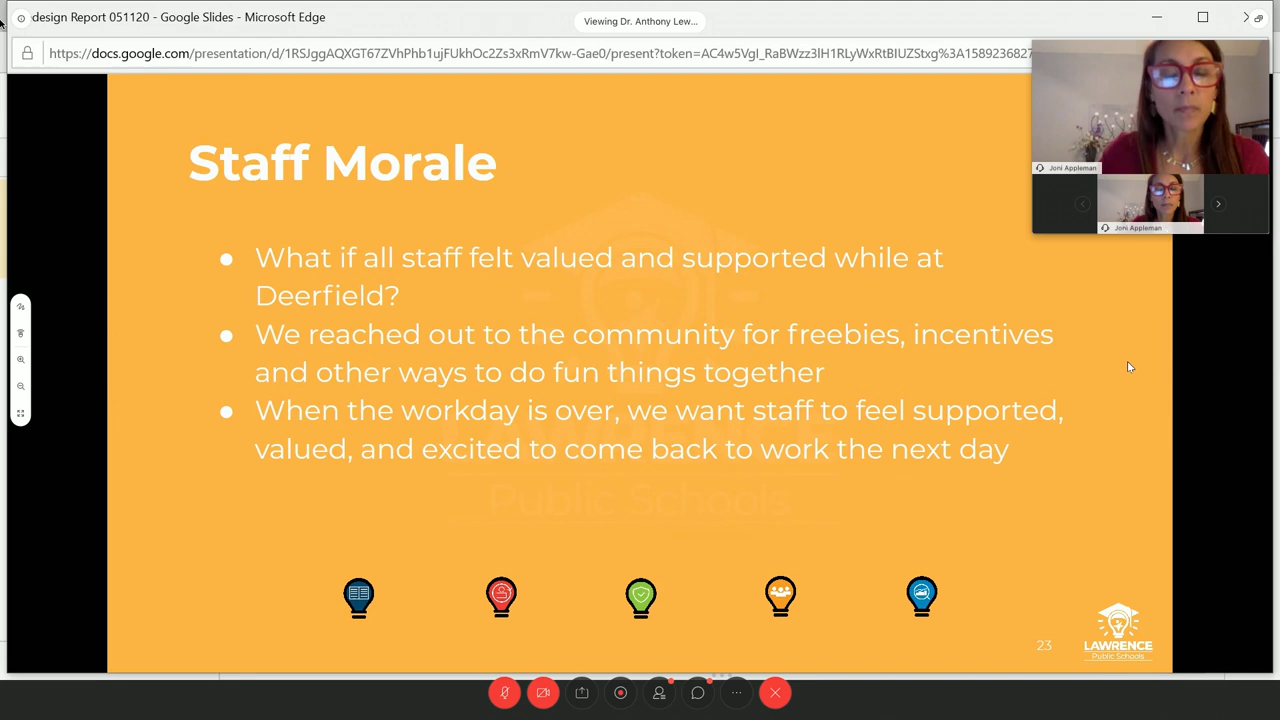 design Report 051120 - Google Slides - Microsoft Edge
Viewing Dr. Anthony Lew...
https://docs.google.com/presentation/d/1RSJggAQXGT67ZVhPhb1ujFUkhOc2Zs3xRmV7kw-Gae0/present?token=AC4w5VgI_RaBWzz3lH1RLyWxRtBIUZStxg%3A1589236827
Joni Appleman
Joni Appleman
Staff Morale
● What if all staff felt valued and supported while at
Deerfield?
● We reached out to the community for freebies, incentives
and other ways to do fun things together
● When the workday is over, we want staff to feel supported,
valued, and excited to come back to work the next day
LAWRENCE
Public Schools
23
LAWRENCE
Public Schools